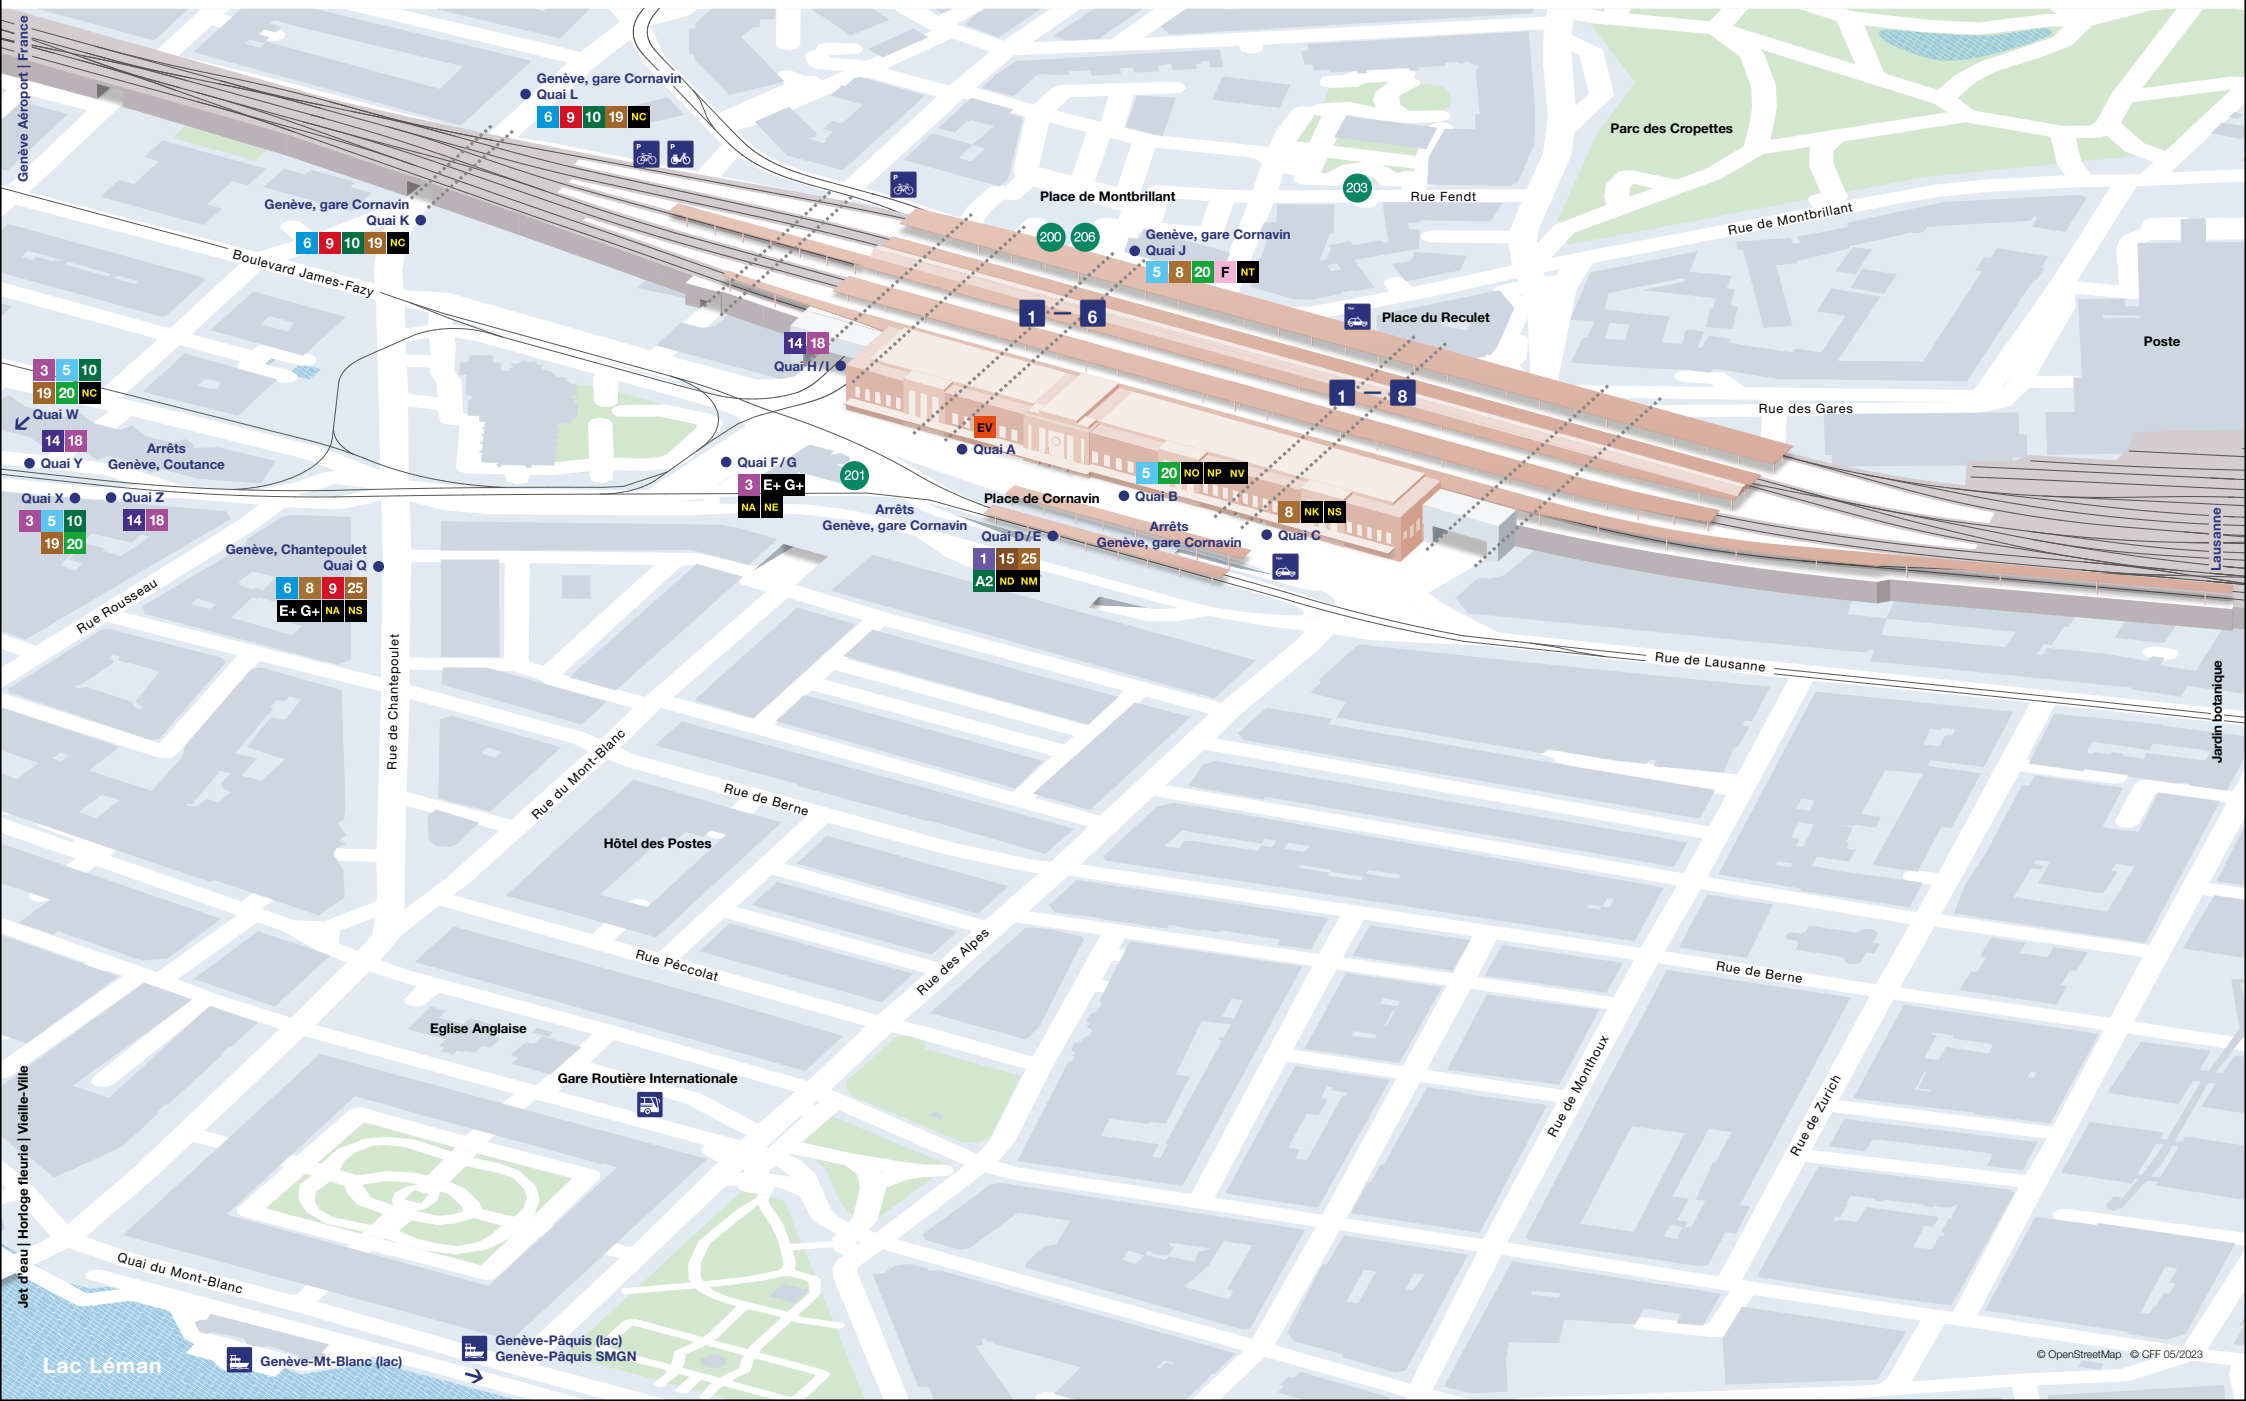 Genève Aéroport | France
Genève, gare Cornavin
Quai L
6 9 10 19 NC
P
P
P
Parc des Cropettes
Place de Montbrillant
203
Rue Fendt
Rue de Montbrillant
Genève, gare Cornavin
Quai K
6 9 10 19 NC
200 206
Genève, gare Cornavin
Quai J
5 8 20 F NT
Boulevard James-Fazy
1 – 6
Taxi
Place du Reculet
Poste
14 18
Quai H/I
3 5 10
19 20 NC
Quai W
1 – 8
Rue des Gares
14 18
Quai Y
Arrêts
Genève, Coutance
EV
Quai A
Quai F/G
3 E+ G+
NA NE
201
5 20 NO NP NV
Quai B
Place de Cornavin
Quai X
3 5 10
19 20
Quai Z
14 18
Arrêts
Genève, gare Cornavin
8 NK NS
Quai C
Arrêts
Genève, gare Cornavin
Quai D/E
1 15 25
A2 ND NM
Taxi
Lausanne
Genève, Chantepoulet
Quai Q
6 8 9 25
E+ G+ NA NS
Rue Rousseau
Rue de Chantepoulet
Rue de Lausanne
Jardin botanique
Rue du Mont-Blanc
Rue de Berne
Hôtel des Postes
Rue Péccolat
Rue des Alpes
Rue de Berne
Eglise Anglaise
Gare Routière Internationale
Rue de Monthoux
Rue de Zurich
Jet d'eau | Horloge fleurie | Vieille-Ville
Quai du Mont-Blanc
Lac Léman
Genève-Mt-Blanc (lac)
Genève-Pâquis (lac)
Genève-Pâquis SMGN
© OpenStreetMap © CFF 05/2023